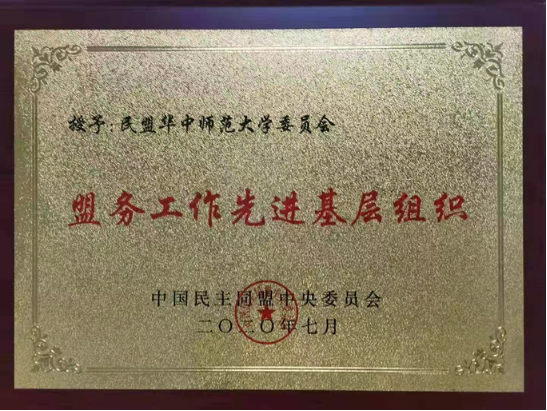 授予：民盟华中师范大学委员会
盟务工作先进基层组织
中国民主同盟中央委员会
二〇二〇年七月